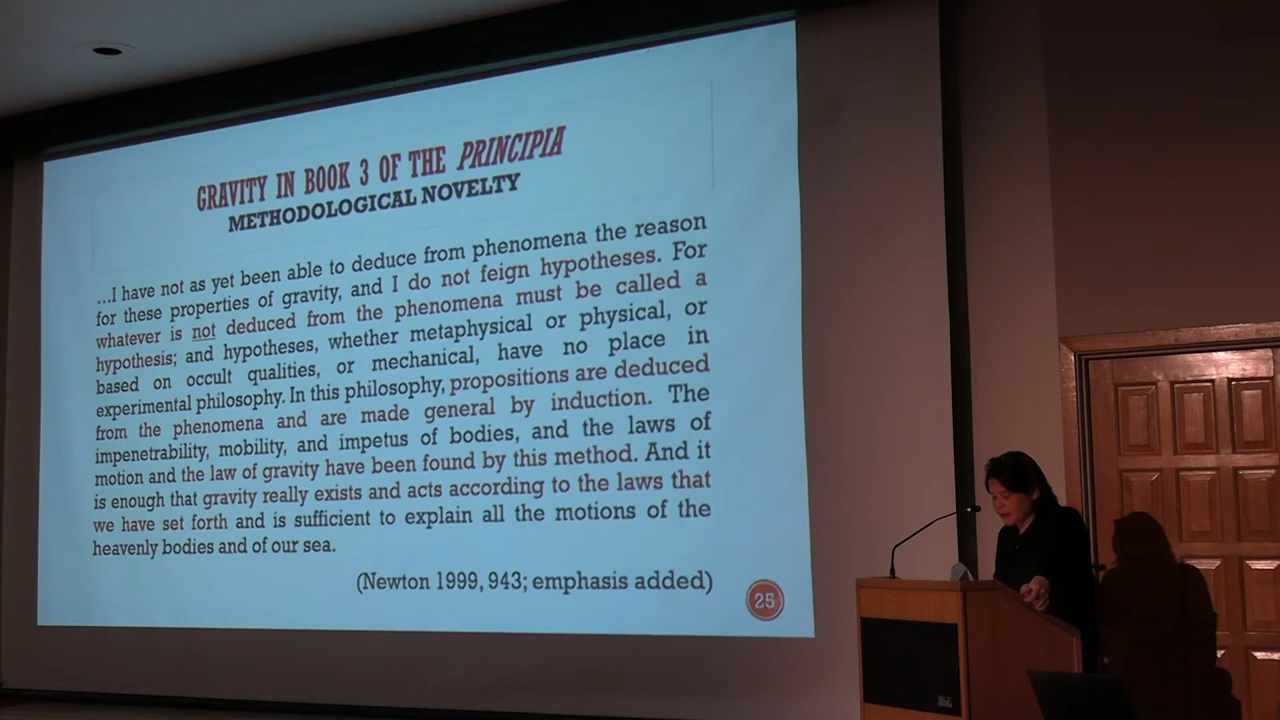 GRAVITY IN BOOK 3 OF THE PRINCIPIA
METHODOLOGICAL NOVELTY
...I have not as yet been able to deduce from phenomena the reason
for these properties of gravity, and I do not feign hypotheses. For
whatever is not deduced from the phenomena must be called a
hypothesis; and hypotheses, whether metaphysical or physical, or
based on occult qualities, or mechanical, have no place in
experimental philosophy. In this philosophy, propositions are deduced
from the phenomena and are made general by induction. The
impenetrability, mobility, and impetus of bodies, and the laws of
motion and the law of gravity have been found by this method. And it
is enough that gravity really exists and acts according to the laws that
we have set forth and is sufficient to explain all the motions of the
heavenly bodies and of our sea.
(Newton 1999, 943; emphasis added)
25